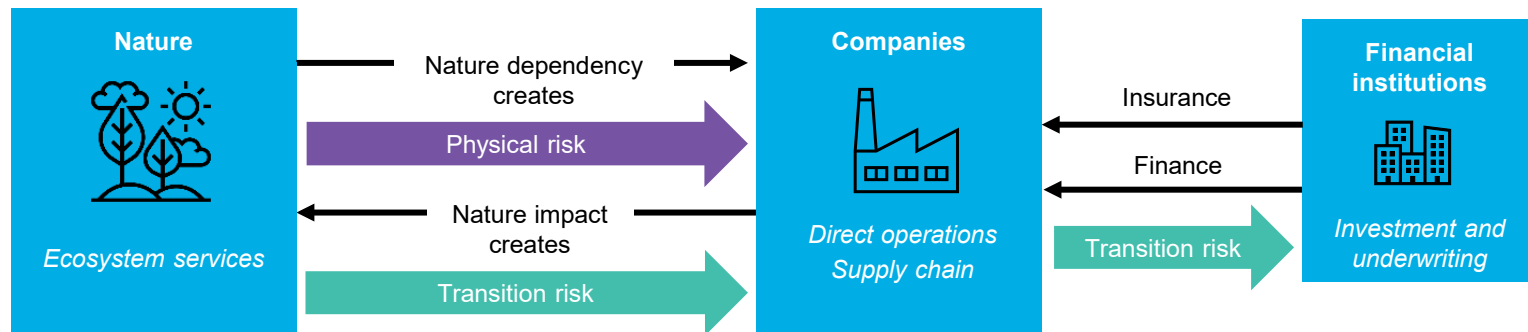 Nature
Ecosystem services
Nature dependency
creates
Physical risk
Nature impact
creates
Transition risk
Companies
Direct operations
Supply chain
Insurance
Finance
Transition risk
Financial
institutions
Investment and
underwriting